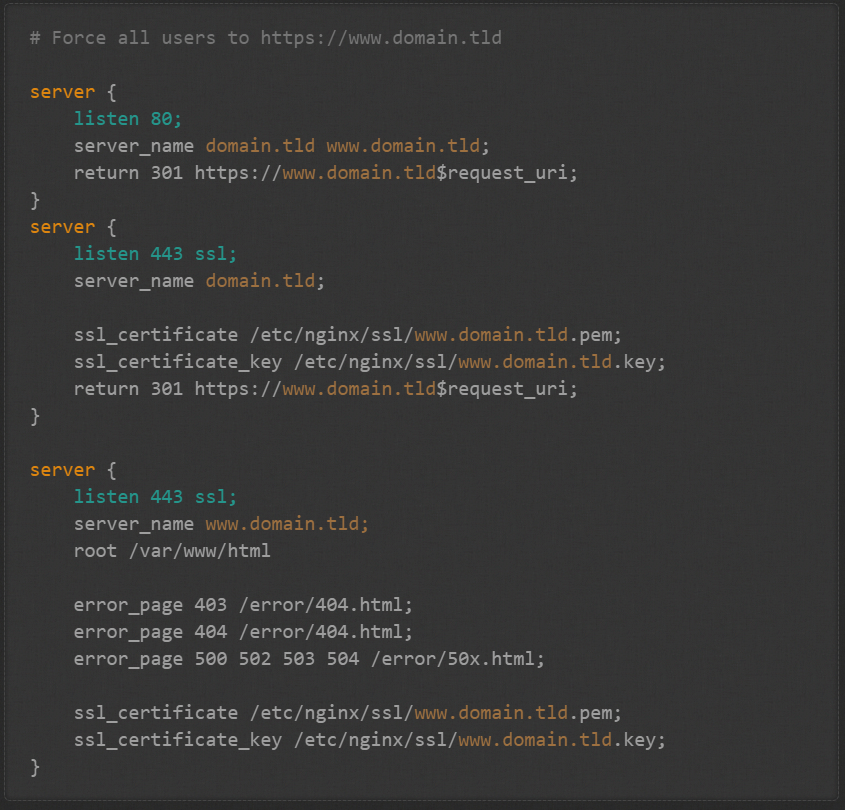 # Force all users to https://www.domain.tld
server {
listen 80;
server_name domain.tld www.domain.tld;
return 301 https://www.domain.tld$request_uri;
}
server {
listen 443 ssl;
server_name domain.tld;
ssl_certificate /etc/nginx/ssl/www.domain.tld.pem;
ssl_certificate_key /etc/nginx/ssl/www.domain.tld.key;
return 301 https://www.domain.tld$request_uri;
}
server {
listen 443 ssl;
server_name www.domain.tld;
root /var/www/html
error_page 403 /error/404.html;
error_page 404 /error/404.html;
error_page 500 502 503 504 /error/50x.html;
ssl_certificate /etc/nginx/ssl/www.domain.tld.pem;
ssl_certificate_key /etc/nginx/ssl/www.domain.tld.key;
}